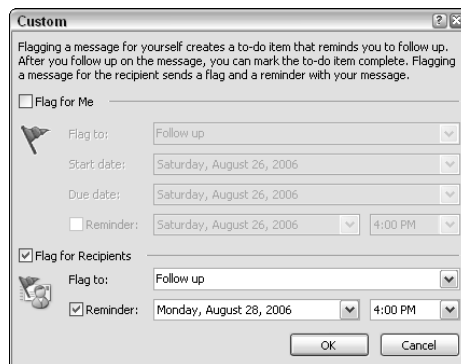 Custom
Flagging a message for yourself creates a to-do item that reminds you to follow up.
After you follow up on the message, you can mark the to-do item complete. Flagging
a message for the recipient sends a flag and a reminder with your message.
Flag for Me
Flag to: Follow up
Start date: Saturday, August 26, 2006
Due date: Saturday, August 26, 2006
Reminder: Saturday, August 26, 2006 4:00 PM
Flag for Recipients
Flag to: Follow up
Reminder: Monday, August 28, 2006 4:00 PM
OK Cancel